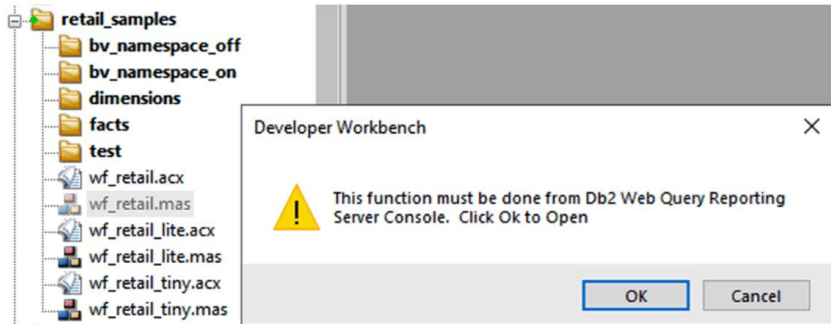 retail_samples
bv_namespace_off
bv_namespace_on
dimensions
facts
test
wf_retail.acx
wf_retail.mas
wf_retail_lite.acx
wf_retail_lite.mas
wf_retail_tiny.acx
wf_retail_tiny.mas
Developer Workbench
This function must be done from Db2 Web Query Reporting
Server Console. Click Ok to Open
OK
Cancel